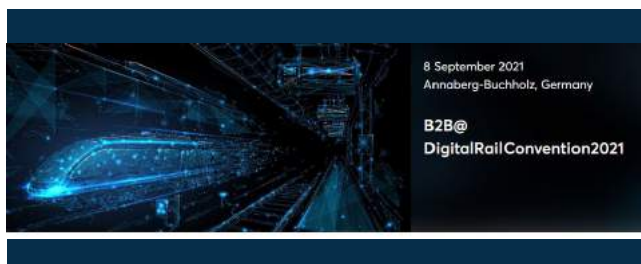 8 September 2021
Annaberg-Buchholz, Germany
B2B@
DigitalRailConvention2021